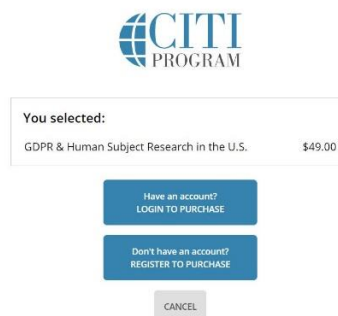 CITI
PROGRAM
You selected:
GDPR & Human Subject Research in the U.S. $49.00
Have an account?
LOGIN TO PURCHASE
Don't have an account?
REGISTER TO PURCHASE
CANCEL